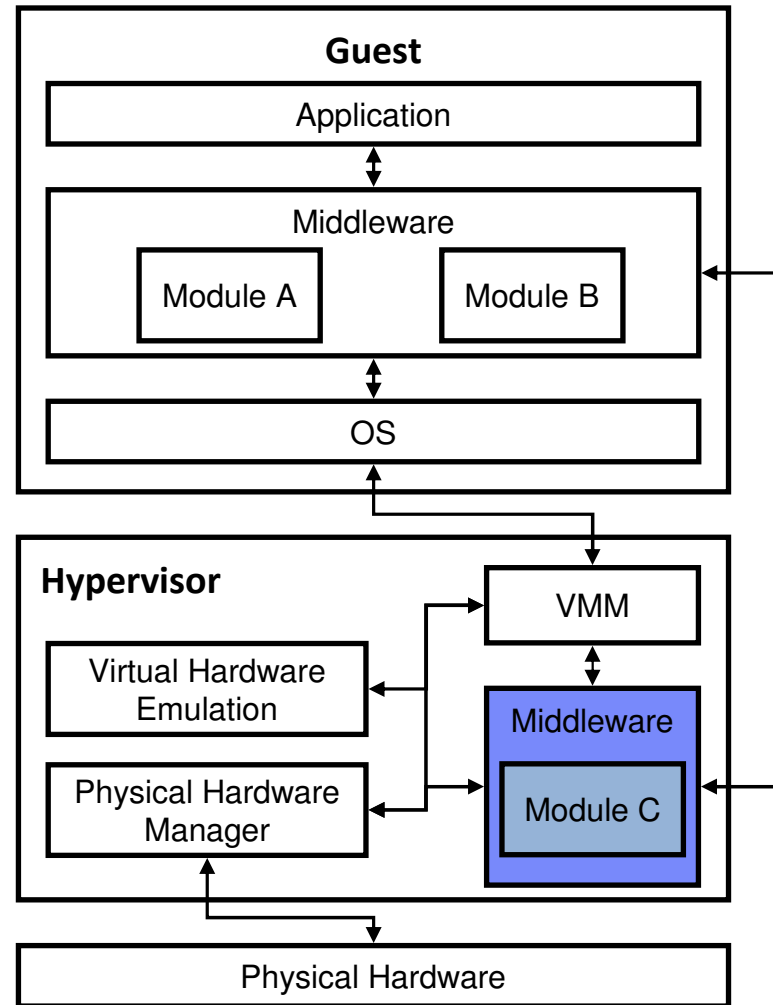 Guest
Application
Middleware
Module A
Module B
OS
Hypervisor
VMM
Virtual Hardware
Emulation
Middleware
Physical Hardware
Manager
Module C
Physical Hardware